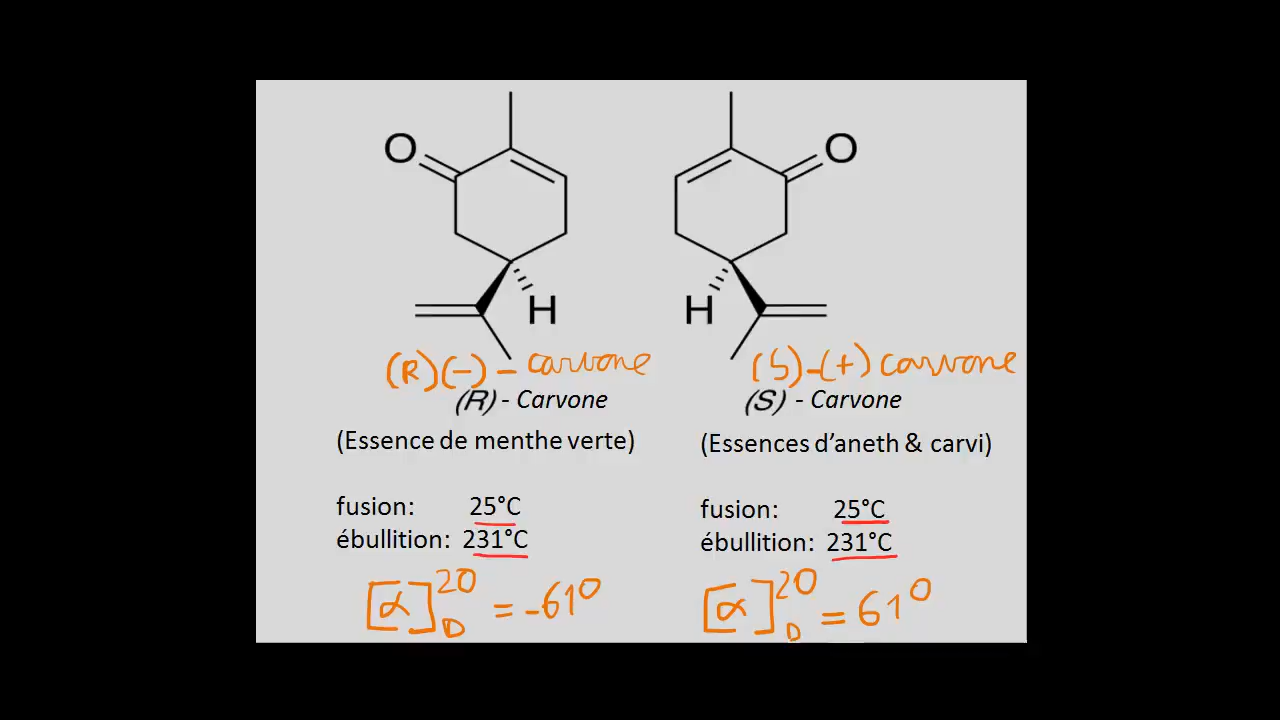 O O
H H
(R)(-) - carvone (S)-(+) carvone
(R) - Carvone (S) - Carvone
(Essence de menthe verte) (Essences d’aneth & carvi)
fusion: 25°C fusion: 25°C
ébullition: 231°C ébullition: 231°C
[α]20D = -61° [α]20D = 61°